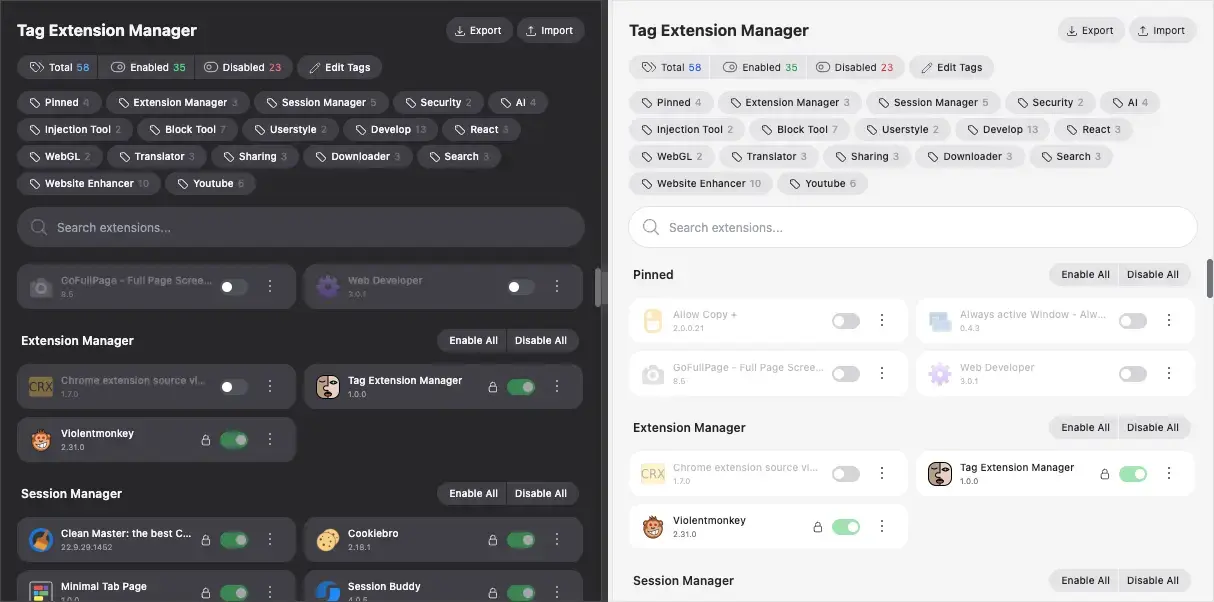 Tag Extension Manager
Export Import
Total 58 Enabled 35 Disabled 23 Edit Tags
Pinned 4 Extension Manager 3 Session Manager 5 Security 2 AI 4
Injection Tool 2 Block Tool 7 Userstyle 2 Develop 13 React 3
WebGL 2 Translator 3 Sharing 3 Downloader 3 Search 3
Website Enhancer 10 Youtube 6
Search extensions...
GoFullPage - Full Page Scree... Web Developer
8.5 3.0.1
Extension Manager Enable All Disable All
CRX Chrome extension source vi... Tag Extension Manager
1.7.0 1.0.0
Violentmonkey
2.31.0
Session Manager Enable All Disable All
Clean Master: the best C... Cookiebro
22.9.29.1452 2.18.1
Minimal Tab Page Session Buddy
1.0.0 4.0.5
Tag Extension Manager
Export Import
Total 58 Enabled 35 Disabled 23 Edit Tags
Pinned 4 Extension Manager 3 Session Manager 5 Security 2 AI 4
Injection Tool 2 Block Tool 7 Userstyle 2 Develop 13 React 3
WebGL 2 Translator 3 Sharing 3 Downloader 3 Search 3
Website Enhancer 10 Youtube 6
Search extensions...
Pinned Enable All Disable All
Allow Copy + Always active Window - Alw...
2.0.0.21 0.4.3
GoFullPage - Full Page Scree... Web Developer
8.5 3.0.1
Extension Manager Enable All Disable All
CRX Chrome extension source vi... Tag Extension Manager
1.7.0 1.0.0
Violentmonkey
2.31.0
Session Manager Enable All Disable All